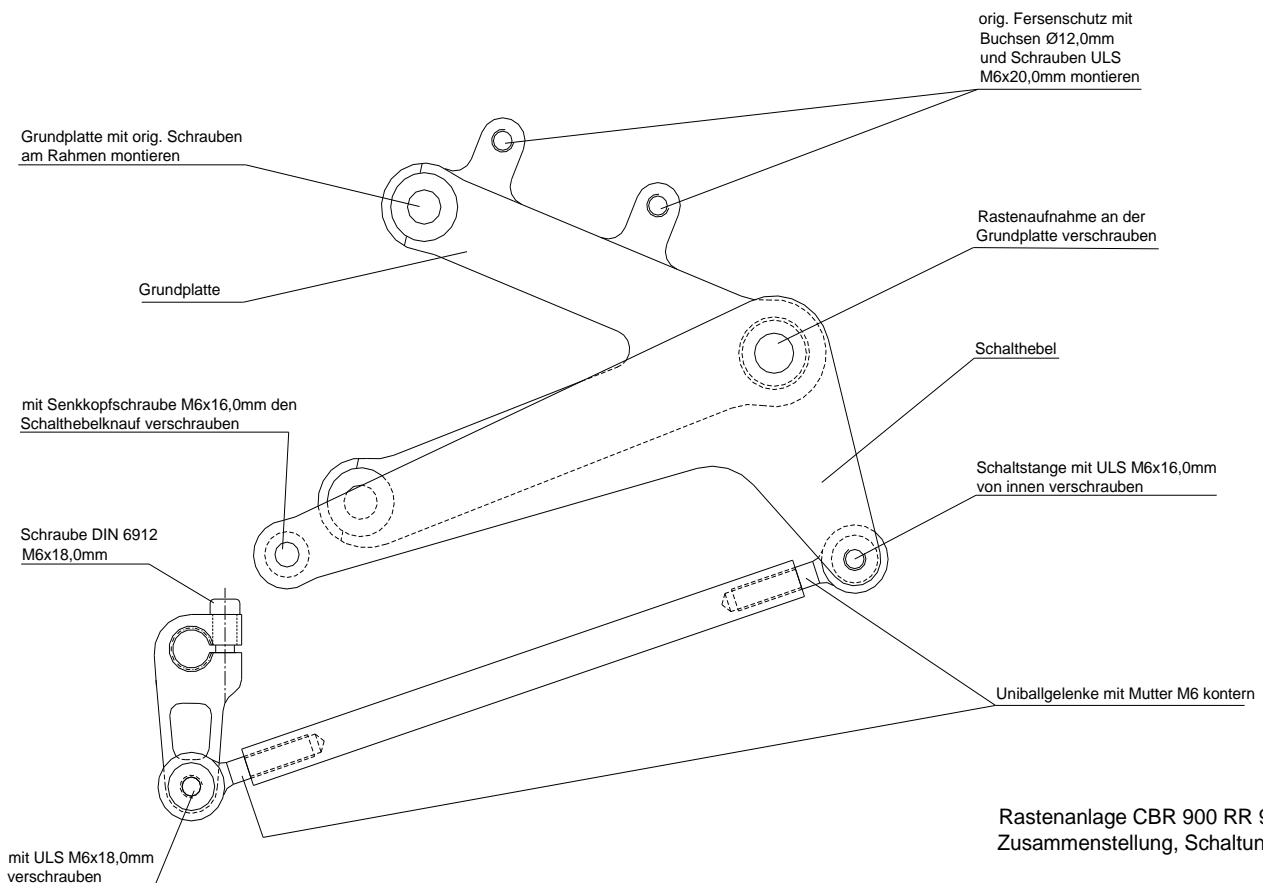 orig. Fersenschutz mit
Buchsen Ø12,0mm
und Schrauben ULS
M6x20,0mm montieren
Grundplatte mit orig. Schrauben
am Rahmen montieren
Rastenaufnahme an der
Grundplatte verschrauben
Grundplatte
Schalthebel
mit Senkkopfschraube M6x16,0mm den
Schalthebelknauf verschrauben
Schaltstange mit ULS M6x16,0mm
von innen verschrauben
Schraube DIN 6912
M6x18,0mm
Uniballgelenke mit Mutter M6 kontern
Rastenanlage CBR 900 RR 9
Zusammenstellung, Schaltun
mit ULS M6x18,0mm
verschrauben